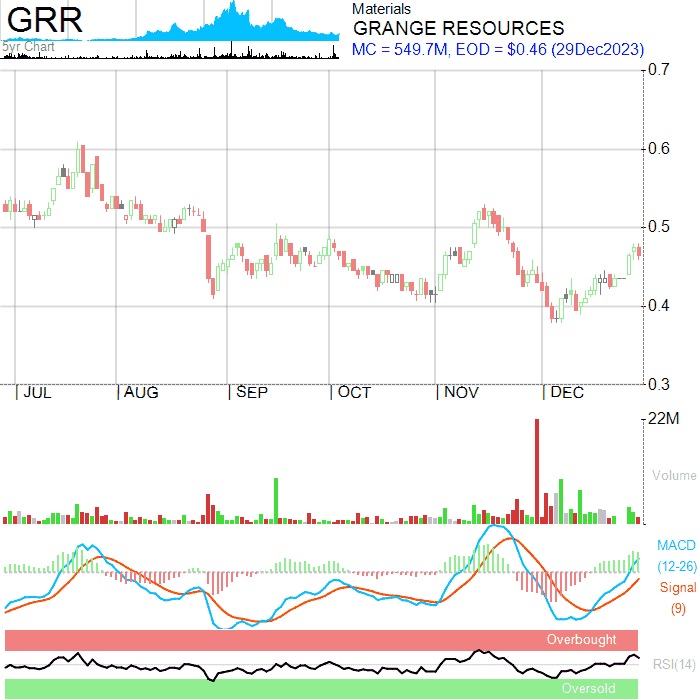 GRR
5yr Chart
Materials
GRANGE RESOURCES
MC = 549.7M, EOD = $0.46 (29Dec2023)
0.7
0.6
0.5
0.4
0.3
JUL AUG SEP OCT NOV DEC
22M
Volume
MACD
(12-26)
Signal
(9)
Overbought
RSI(14)
Oversold